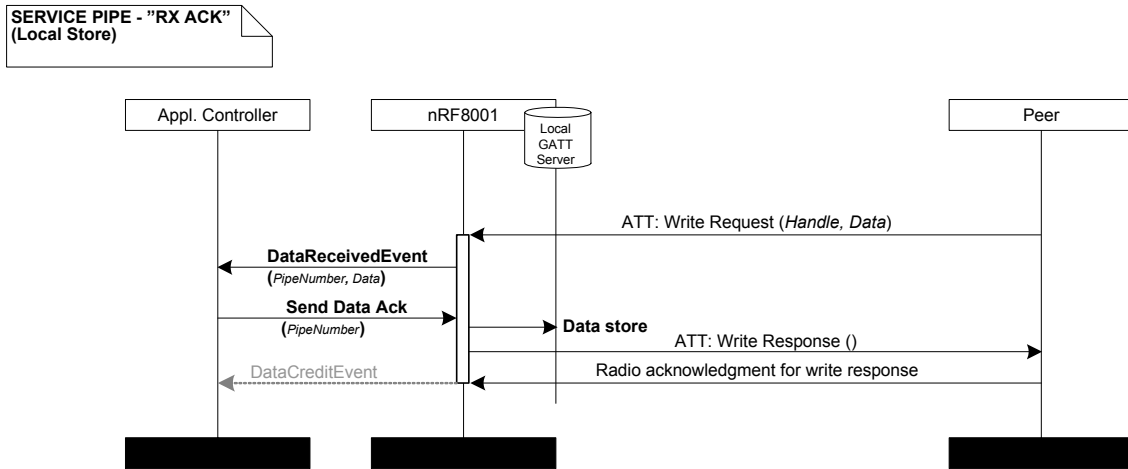 SERVICE PIPE - ”RX ACK”
(Local Store)
Appl. Controller
nRF8001
Peer
Local
GATT
Server
ATT: Write Request (Handle, Data)
DataReceivedEvent
(PipeNumber, Data)
Send Data Ack
(PipeNumber)
Data store
ATT: Write Response ()
DataCreditEvent
Radio acknowledgment for write response